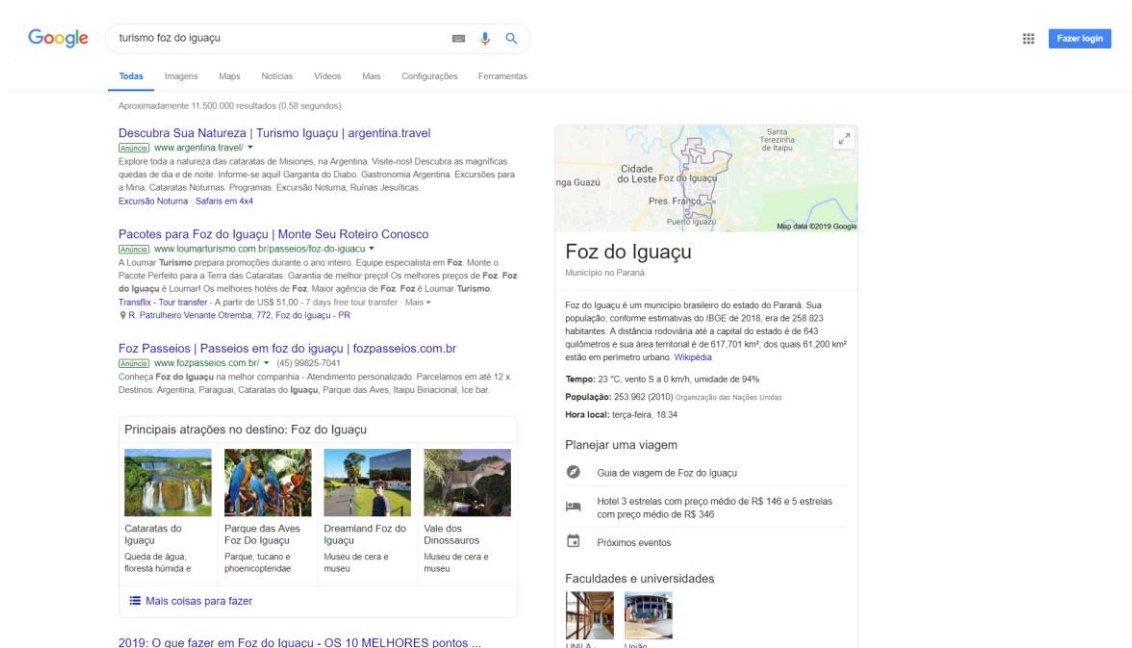 Google
turismo foz do iguaçu
Fazer login
Todas Imagens Maps Notícias Vídeos Mais Configurações Ferramentas
Aproximadamente 11.500.000 resultados (0,58 segundos)
Descubra Sua Natureza | Turismo Iguaçu | argentina.travel
Anúncio www.argentina.travel/
Explore toda a natureza das cataratas de Misiones, na Argentina. Visite-nos! Descubra as magníficas
quedas de dia e de noite. Informe-se aqui! Garganta do Diabo. Gastronomia Argentina. Excursões para
a Mina. Cataratas Noturnas. Programas: Excursão Noturna, Ruínas Jesuíticas.
Excursão Noturna · Safaris em 4x4
Pacotes para Foz do Iguaçu | Monte Seu Roteiro Conosco
Anúncio www.loumarturismo.com.br/passeios/foz-do-iguacu
A Loumar Turismo prepara promoções durante o ano inteiro. Equipe especialista em Foz. Monte o
Pacote Perfeito para a Terra das Cataratas. Garantia de melhor preço! Os melhores preços de Foz. Foz
do Iguaçu é Loumar! Os melhores hotéis de Foz. Maior agência de Foz. Foz é Loumar Turismo.
Transflix - Tour transfer - A partir de US$ 51,00 - 7 days free tour transfer · Mais
R. Patrulheiro Venante Otremba, 772, Foz do Iguaçu - PR
Foz Passeios | Passeios em foz do iguaçu | fozpasseios.com.br
Anúncio www.fozpasseios.com.br/ (45) 99825-7041
Conheça Foz do Iguaçu na melhor companhia - Atendimento personalizado. Parcelamos em até 12 x.
Destinos: Argentina, Paraguai, Cataratas do Iguaçu, Parque das Aves, Itaipu Binacional, Ice bar.
Principais atrações no destino: Foz do Iguaçu
Cataratas do
Iguaçu
Queda de água,
floresta húmida e
Parque das Aves
Foz Do Iguaçu
Parque, tucano e
phoenicopteridae
Dreamland Foz do
Iguaçu
Museu de cera e
museu
Vale dos
Dinossauros
Museu de cera e
museu
Mais coisas para fazer
2019: O que fazer em Foz do Iguaçu - OS 10 MELHORES pontos ...
Santa
Terezinha
de Itaipu
Cidade
do Leste
Foz do Iguaçu
nga Guazú
Pres. Franco
Puerto Iguazú
Map data ©2019 Google
Foz do Iguaçu
Município no Paraná
Foz do Iguaçu é um município brasileiro do estado do Paraná. Sua
população, conforme estimativas do IBGE de 2018, era de 258 823
habitantes. A distância rodoviária até a capital do estado é de 643
quilômetros e sua área territorial é de 617,701 km², dos quais 61,200 km²
estão em perímetro urbano. Wikipédia
Tempo: 23 °C, vento S a 0 km/h, umidade de 94%
População: 253.962 (2010) Organização das Nações Unidas
Hora local: terça-feira, 18:34
Planejar uma viagem
Guia de viagem de Foz do Iguaçu
Hotel 3 estrelas com preço médio de R$ 146 e 5 estrelas
com preço médio de R$ 346
Próximos eventos
Faculdades e universidades
UNILA -
União